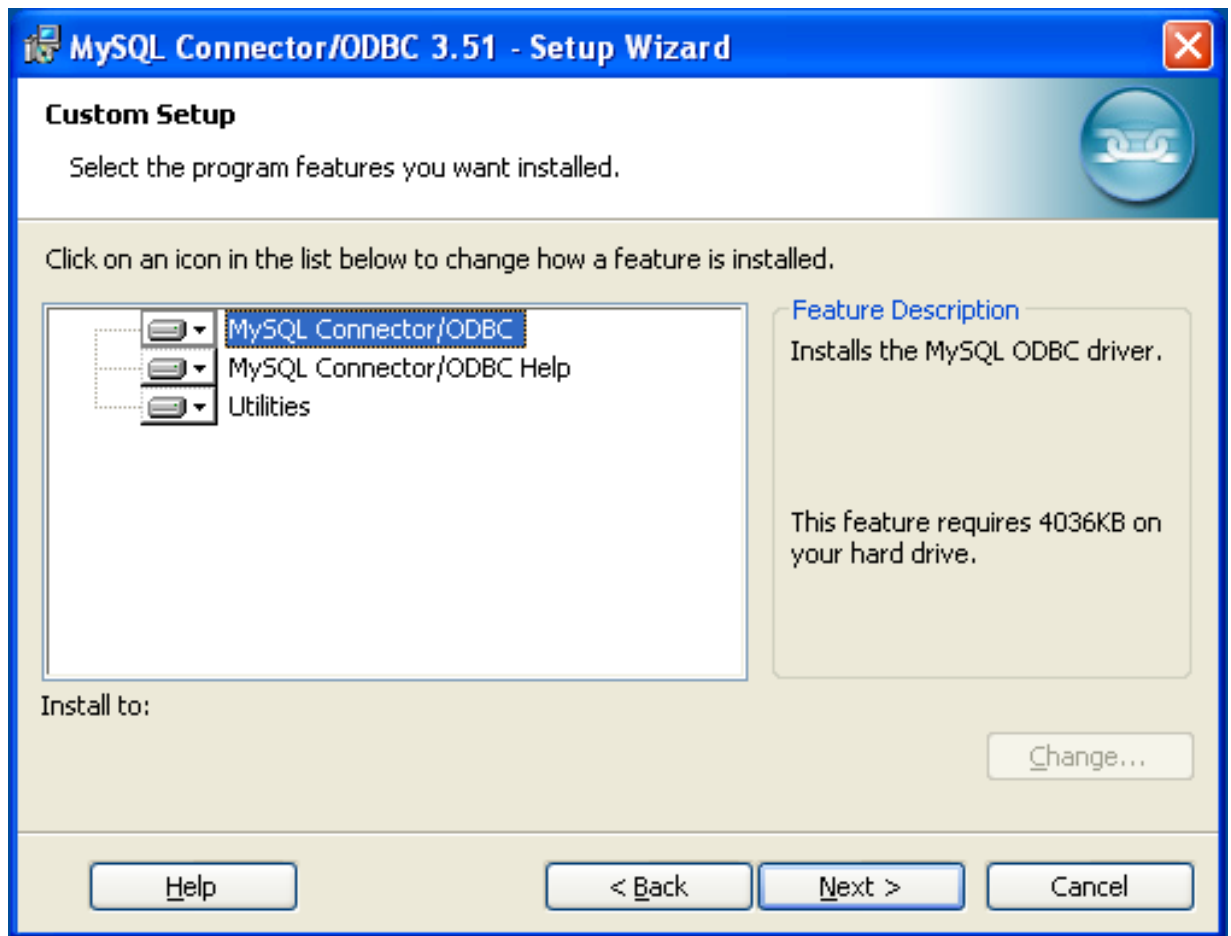 MySQL Connector/ODBC 3.51 - Setup Wizard
Custom Setup
Select the program features you want installed.
Click on an icon in the list below to change how a feature is installed.
MySQL Connector/ODBC
MySQL Connector/ODBC Help
Utilities
Feature Description
Installs the MySQL ODBC driver.
This feature requires 4036KB on
your hard drive.
Install to:
Change...
Help
< Back
Next >
Cancel